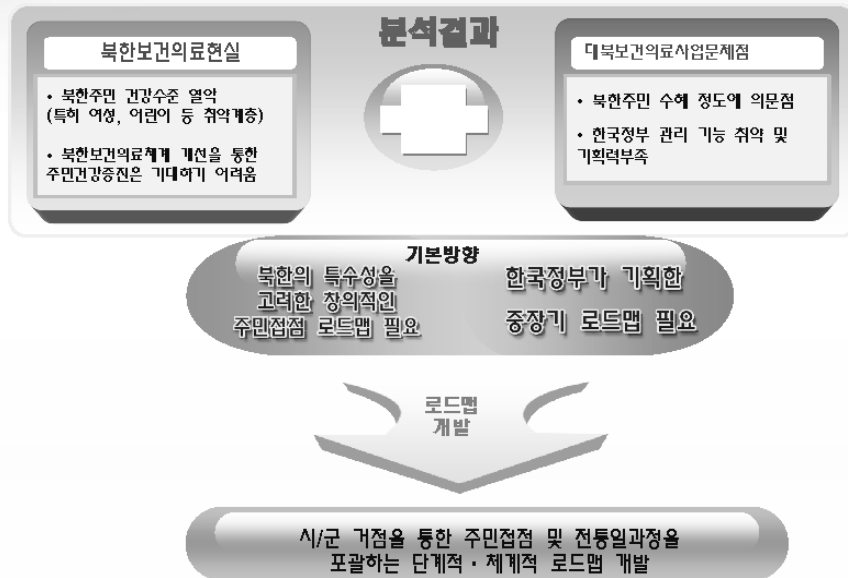 분석결과
북한보건의료현실
• 북한주민 건강수준 열악
(특히 여성, 어린이 등 취약계층)
• 북한보건의료체계 개선을 통한
주민건강증진은 기대하기 어려움
대북보건의료사업문제점
• 북한주민 수혜 정도에 의문점
• 한국정부 관리 기능 취약 및
기획력부족
기본방향
북한의 특수성을
고려한 창의적인
주민접점 로드맵 필요
한국정부가 기획한
중장기 로드맵 필요
로드맵
개발
시/군 거점을 통한 주민접점 및 전통일과정을
포괄하는 단계적 · 체계적 로드맵 개발